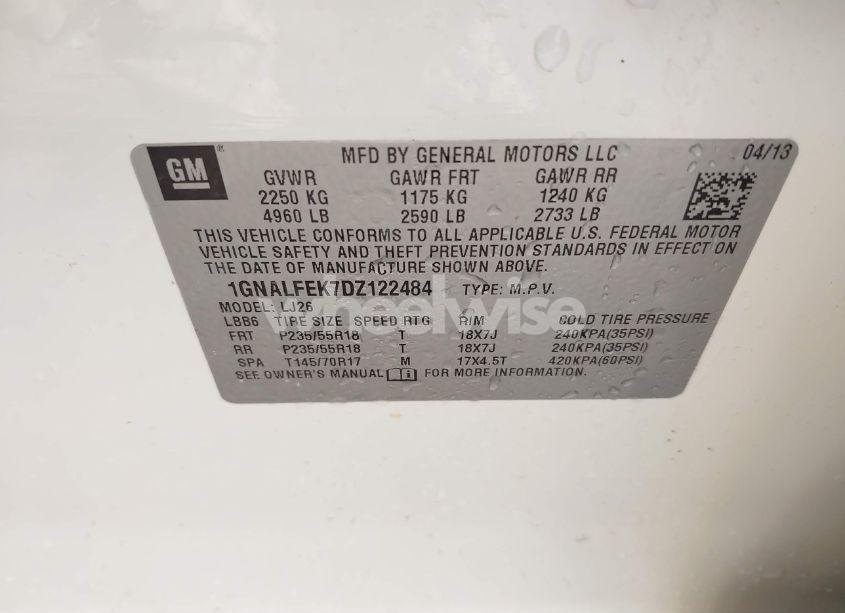 GM ® MFD BY GENERAL MOTORS LLC 04/13
GVWR GAWR FRT GAWR RR
2250 KG 1175 KG 1240 KG
4960 LB 2590 LB 2733 LB
THIS VEHICLE CONFORMS TO ALL APPLICABLE U.S. FEDERAL MOTOR
VEHICLE SAFETY AND THEFT PREVENTION STANDARDS IN EFFECT ON
THE DATE OF MANUFACTURE SHOWN ABOVE.
1GNALFEK7DZ122484 TYPE: M.P.V.
wheelwise
MODEL: LJ26
LBB6 TIRE SIZE SPEED RTG RIM COLD TIRE PRESSURE
FRT P235/55R18 T 18X7J 240KPA(35PSI)
RR P235/55R18 T 18X7J 240KPA(35PSI)
SPA T145/70R17 M 17X4.5T 420KPA(60PSI)
SEE OWNER'S MANUAL FOR MORE INFORMATION.